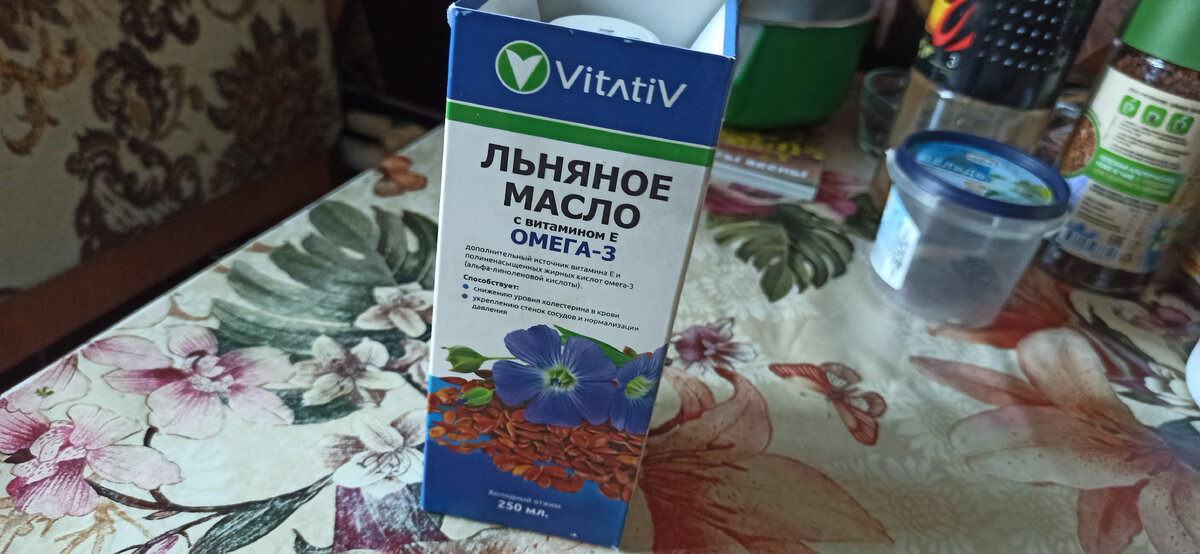 VitʌtiV
ЛЬНЯНОЕ
МАСЛО
с витамином Е
ОМЕГА-3
дополнительный источник витамина Е и
полиненасыщенных жирных кислот омега-3
(альфа-линоленовой кислоты).
Способствует:
снижению уровня холестерина в крови
укреплению стенок сосудов и нормализации
давления
Холодный отжим
250 мл.